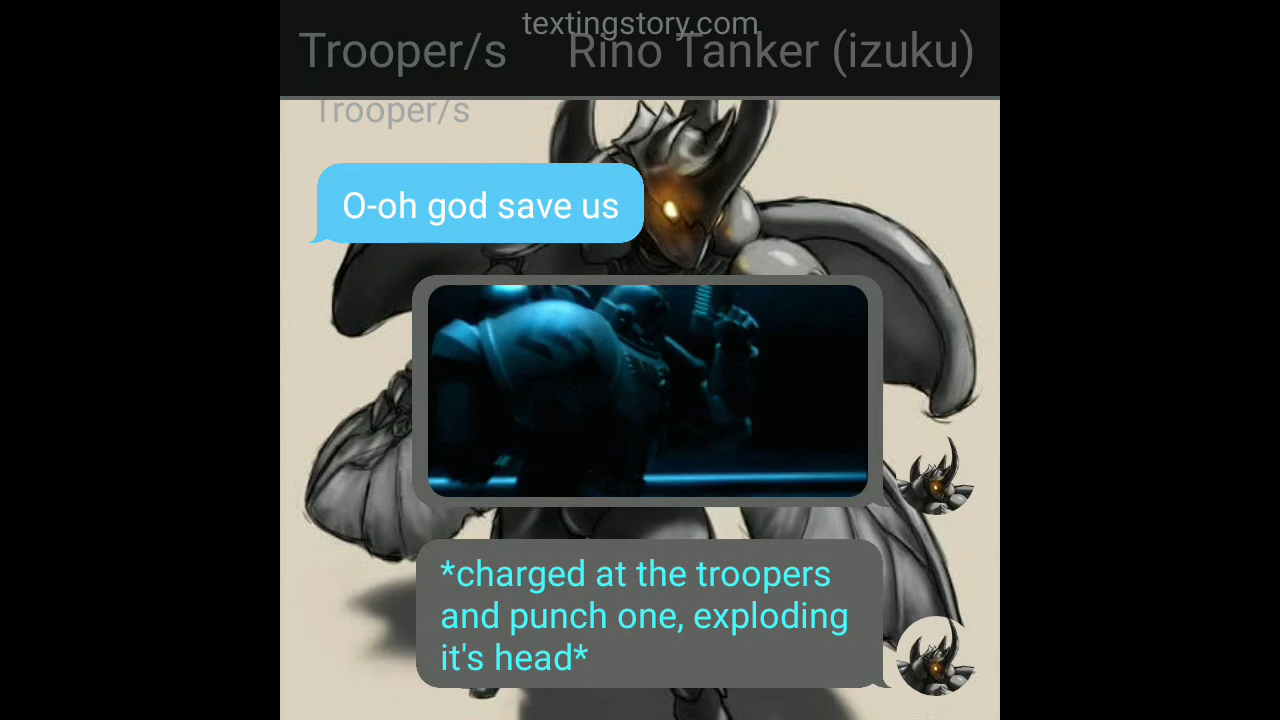 textingstory.com
Trooper/s Rino Tanker (izuku)
Trooper/s
O-oh god save us
*charged at the troopers
and punch one, exploding
it's head*